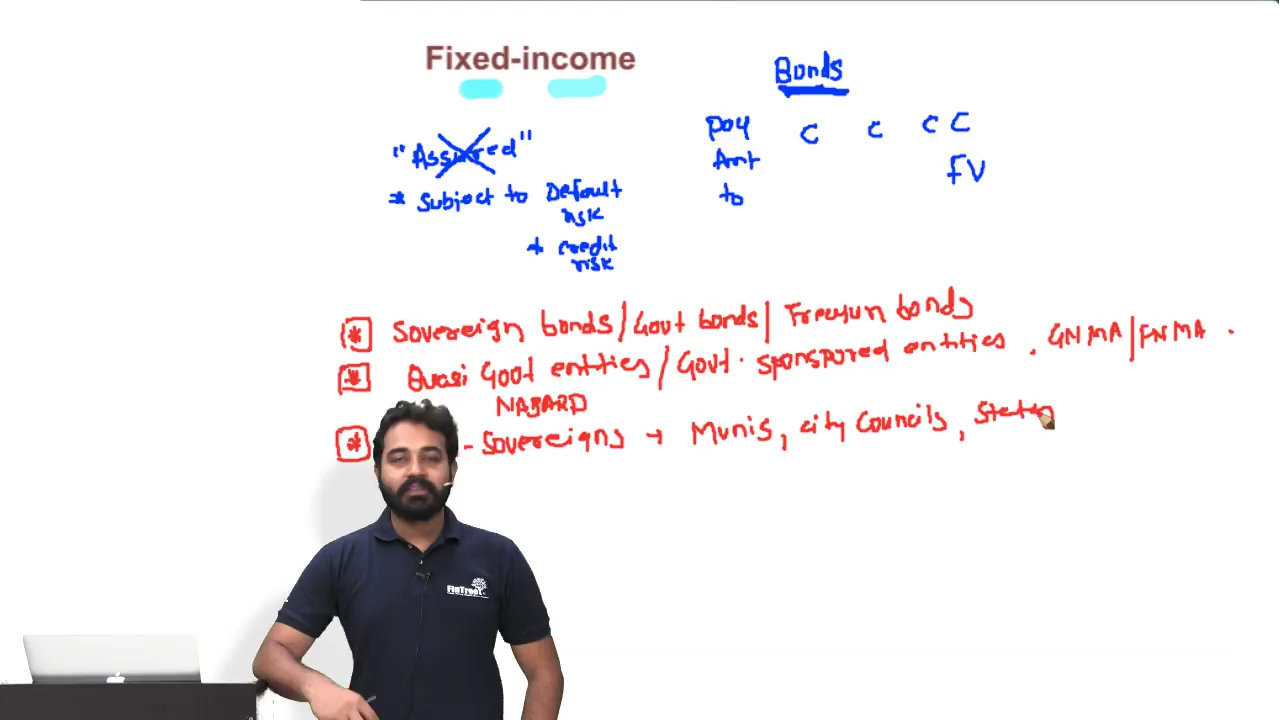 Fixed-income
Bonds
"Assured"
* Subject to Default risk
+ credit risk
pay C C C C
Amt FV
to
* Sovereign bonds/Govt bonds/ bonds
* Quasi Govt entities/Govt. sponsored entities. GNMA/FNMA.
NABARD
* -Sovereigns → Munis, city Councils, States
FinTree